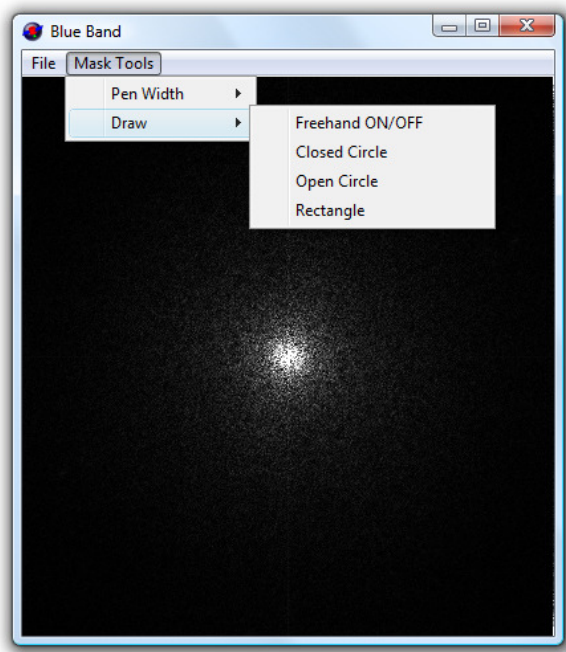 Blue Band
File Mask Tools
Pen Width
Draw
Freehand ON/OFF
Closed Circle
Open Circle
Rectangle